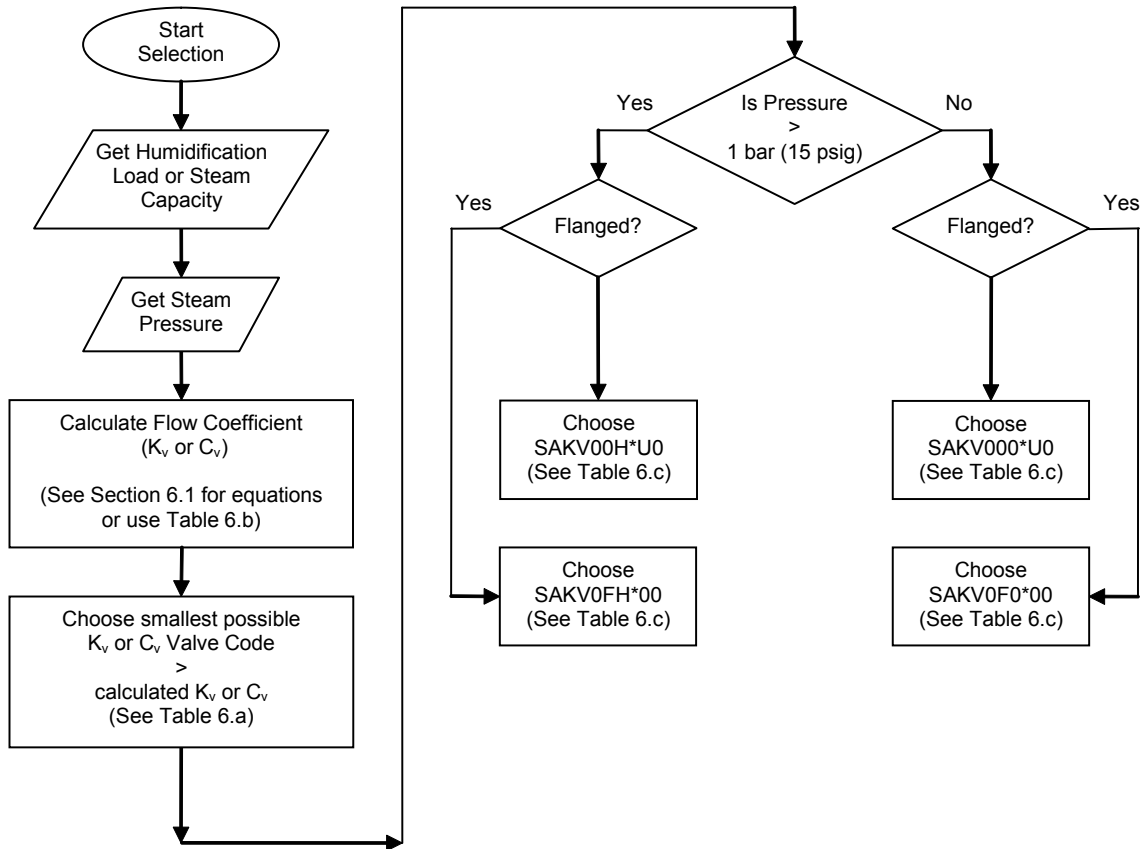 Start
Selection
Get Humidification
Load or Steam
Capacity
Get Steam
Pressure
Calculate Flow Coefficient
(Kv or Cv)
(See Section 6.1 for equations
or use Table 6.b)
Choose smallest possible
Kv or Cv Valve Code
>
calculated Kv or Cv
(See Table 6.a)
Yes
Is Pressure
>
1 bar (15 psig)
No
Yes
Flanged?
Choose
SAKV00H*U0
(See Table 6.c)
Choose
SAKV0FH*00
(See Table 6.c)
Flanged?
Yes
Choose
SAKV000*U0
(See Table 6.c)
Choose
SAKV0F0*00
(See Table 6.c)